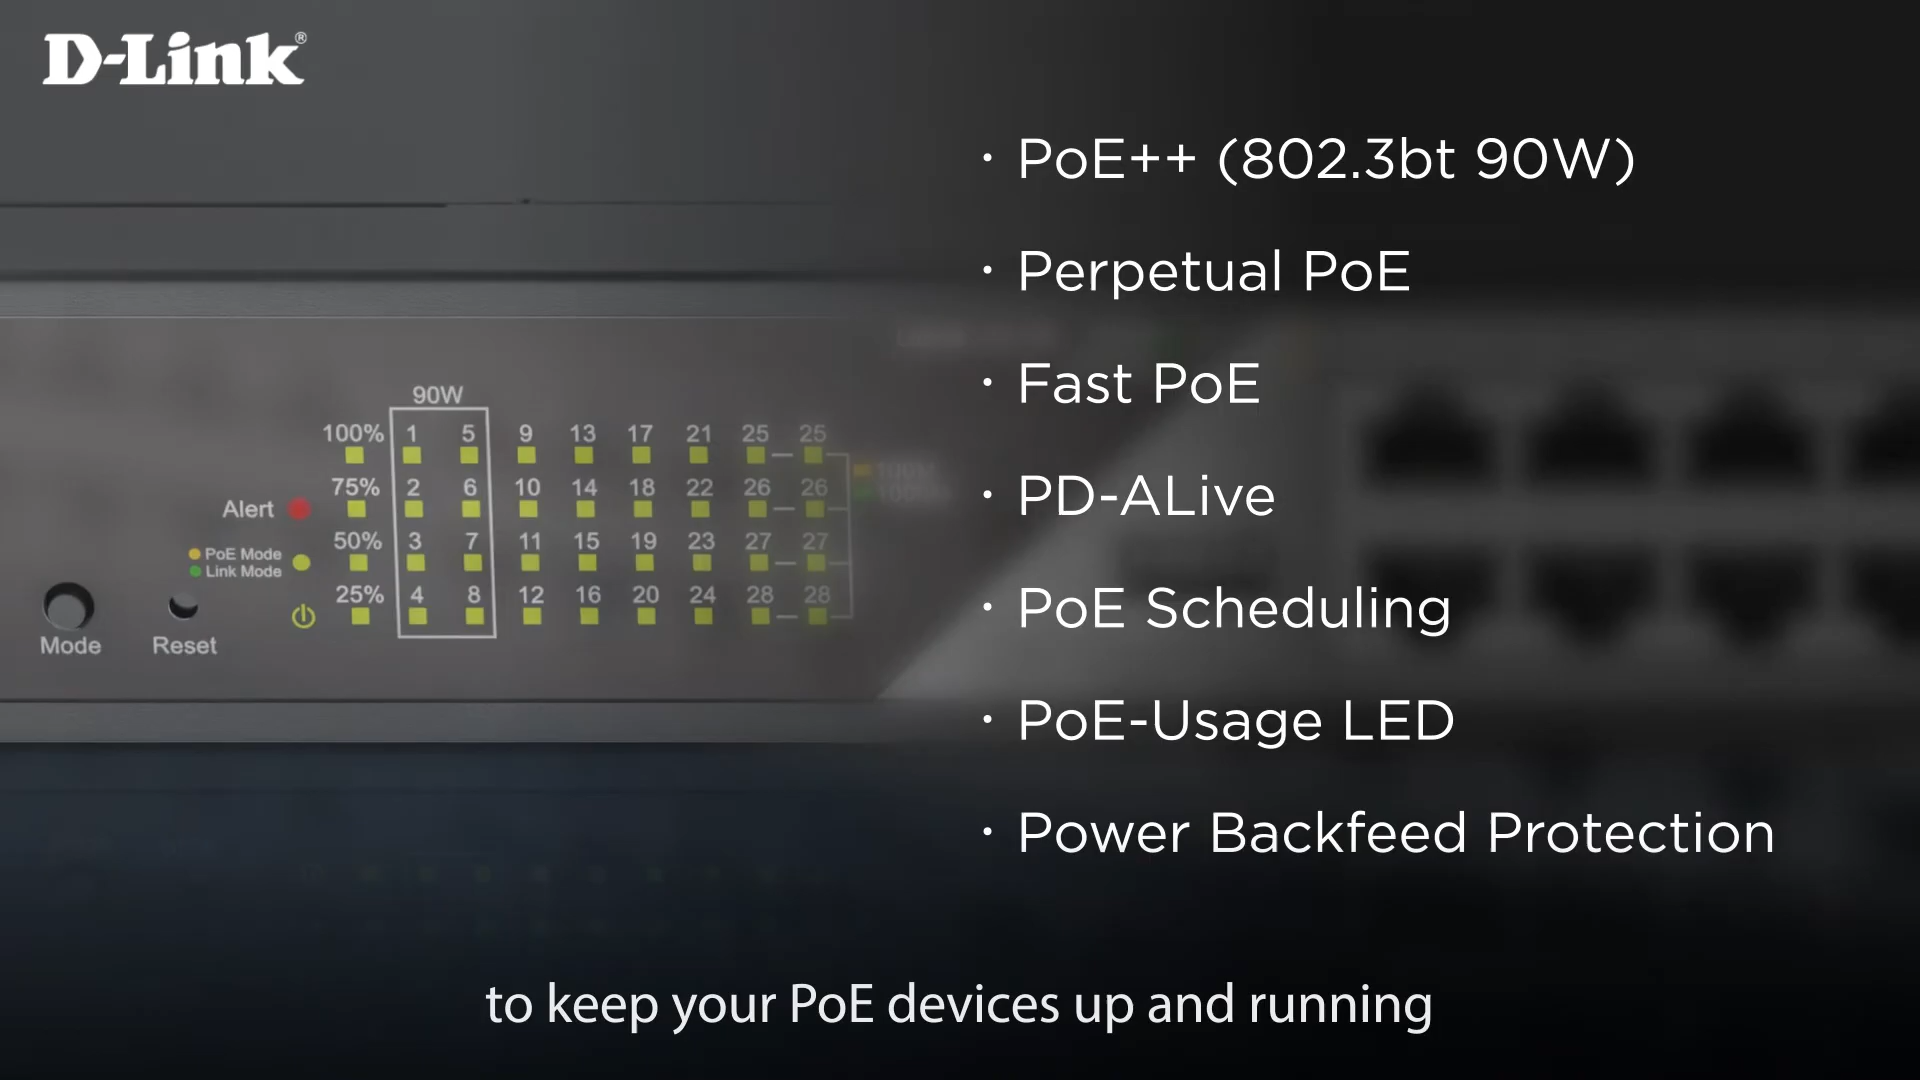 D-Link®
· PoE++ (802.3bt 90W)
· Perpetual PoE
· Fast PoE
· PD-ALive
· PoE Scheduling
· PoE-Usage LED
· Power Backfeed Protection
90W
100% 1 5 9 13 17 21 25 25
75% 2 6 10 14 18 22 26 26
Alert
50% 3 7 11 15 19 23 27 27
PoE Mode
Link Mode
25% 4 8 12 16 20 24 28 28
Mode
Reset
to keep your PoE devices up and running